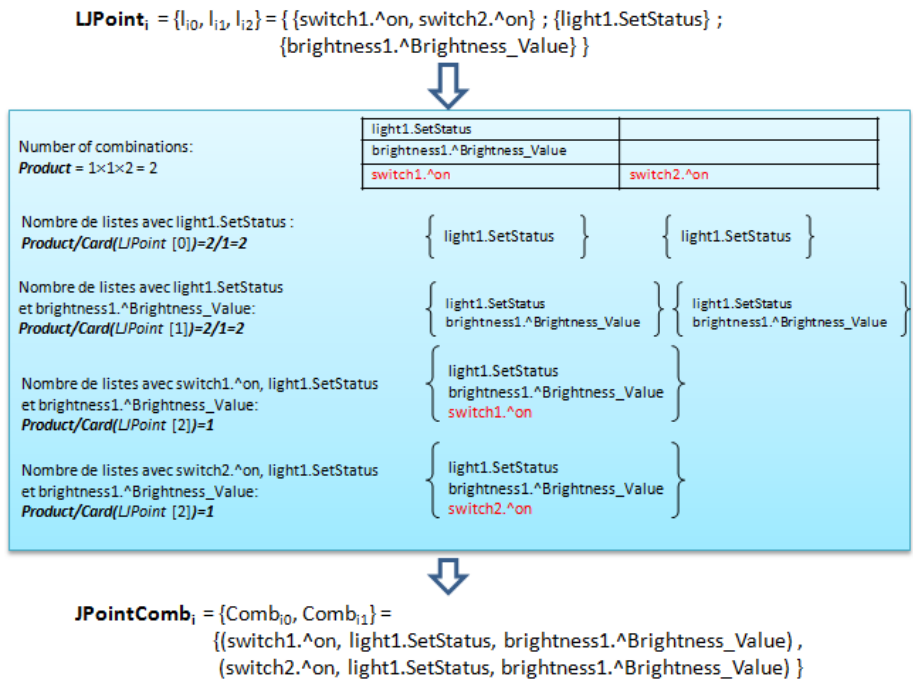 LJPointᵢ = {lᵢ₀, lᵢ₁, lᵢ₂} = { {switch1.^on, switch2.^on} ; {light1.SetStatus} ;
{brightness1.^Brightness_Value} }
Number of combinations:
Product = 1×1×2 = 2
light1.SetStatus
brightness1.^Brightness_Value
switch1.^on switch2.^on
Nombre de listes avec light1.SetStatus :
Product/Card(LJPoint [0])=2/1=2
{ light1.SetStatus } { light1.SetStatus }
Nombre de listes avec light1.SetStatus
et brightness1.^Brightness_Value:
Product/Card(LJPoint [1])=2/1=2
{ light1.SetStatus
brightness1.^Brightness_Value }
{ light1.SetStatus
brightness1.^Brightness_Value }
Nombre de listes avec switch1.^on, light1.SetStatus
et brightness1.^Brightness_Value:
Product/Card(LJPoint [2])=1
{ light1.SetStatus
brightness1.^Brightness_Value
switch1.^on }
Nombre de listes avec switch2.^on, light1.SetStatus
et brightness1.^Brightness_Value:
Product/Card(LJPoint [2])=1
{ light1.SetStatus
brightness1.^Brightness_Value
switch2.^on }
JPointCombᵢ = {Combᵢ₀, Combᵢ₁} =
{(switch1.^on, light1.SetStatus, brightness1.^Brightness_Value) ,
(switch2.^on, light1.SetStatus, brightness1.^Brightness_Value) }